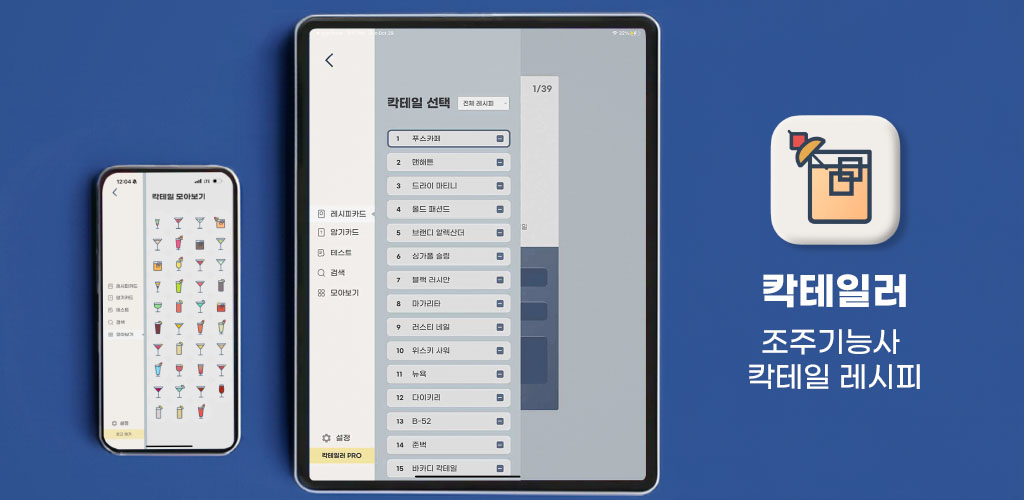 12:04
LTE
칵테일 모아보기
레시피카드
암기카드
테스트
검색
모아보기
설정
22%
칵테일 선택
전체 레시피
1/39
1 푸스카페
2 맨해튼
3 드라이 마티니
4 올드 패션드
5 브랜디 알렉산더
6 싱가폴 슬링
7 블랙 러시안
8 마가리타
9 러스티 네일
10 위스키 사워
11 뉴욕
12 다이키리
13 B-52
14 준벅
15 바카디 칵테일
레시피카드
암기카드
테스트
검색
모아보기
설정
칵테일러 PRO
일
칵테일러
조주기능사
칵테일 레시피